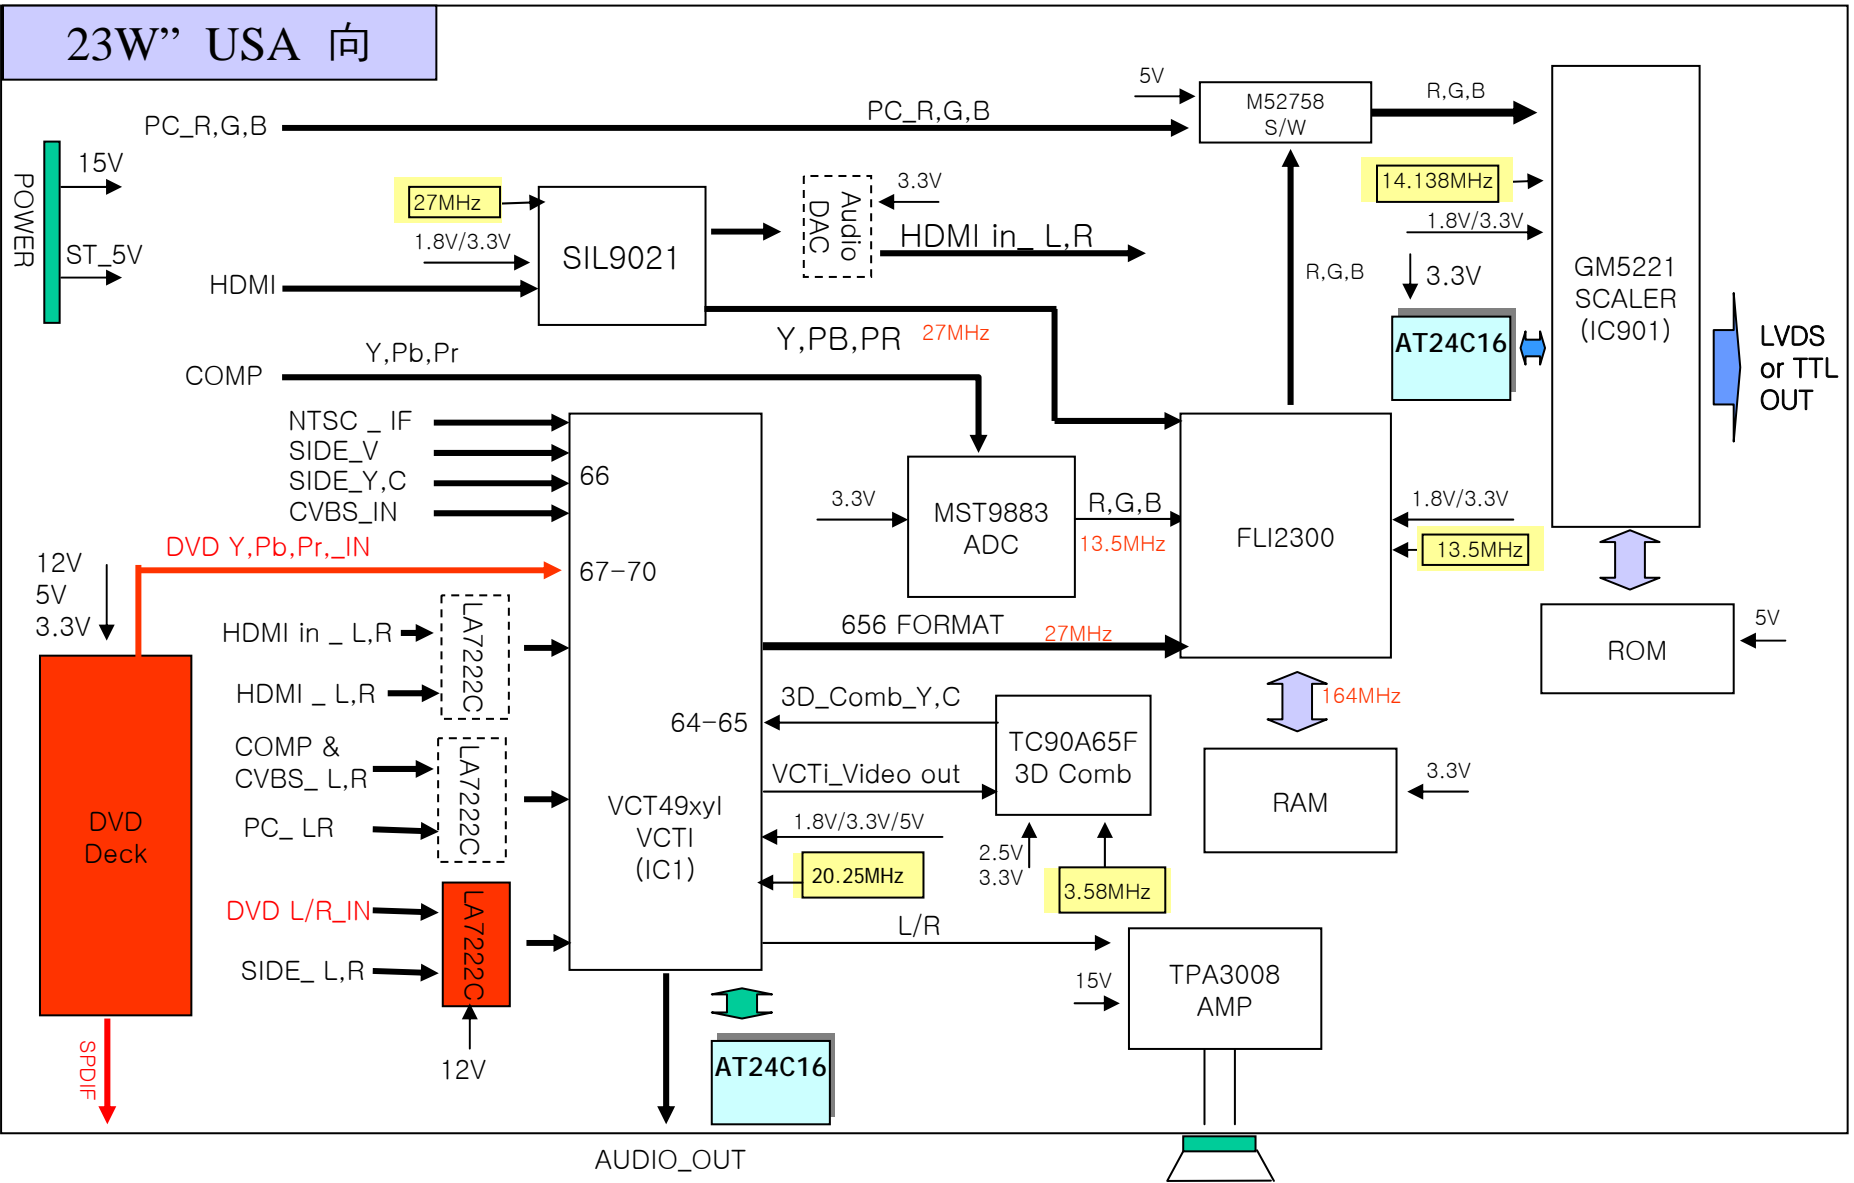 23W” USA 向
POWER
15V
ST_5V
PC_R,G,B
PC_R,G,B
5V
M52758
S/W
R,G,B
14.138MHz
1.8V/3.3V
3.3V
AT24C16
GM5221
SCALER
(IC901)
LVDS
or TTL
OUT
27MHz
1.8V/3.3V
HDMI
SIL9021
Audio
DAC
3.3V
HDMI in_ L,R
R,G,B
Y,PB,PR
27MHz
COMP
Y,Pb,Pr
NTSC _ IF
SIDE_V
SIDE_Y,C
CVBS_IN
66
DVD Y,Pb,Pr,_IN
67-70
12V
5V
3.3V
3.3V
MST9883
ADC
R,G,B
13.5MHz
FLI2300
1.8V/3.3V
13.5MHz
HDMI in _ L,R
HDMI _ L,R
LA7222C
656 FORMAT
27MHz
ROM
5V
164MHz
64-65
3D_Comb_Y,C
TC90A65F
3D Comb
VCTi_Video out
COMP &
CVBS_ L,R
PC_ LR
LA7222C
VCT49xyI
VCTI
(IC1)
1.8V/3.3V/5V
20.25MHz
2.5V
3.3V
3.58MHz
RAM
3.3V
DVD
Deck
DVD L/R_IN
SIDE_ L,R
LA7222C
12V
L/R
15V
TPA3008
AMP
SPDIF
AT24C16
AUDIO_OUT